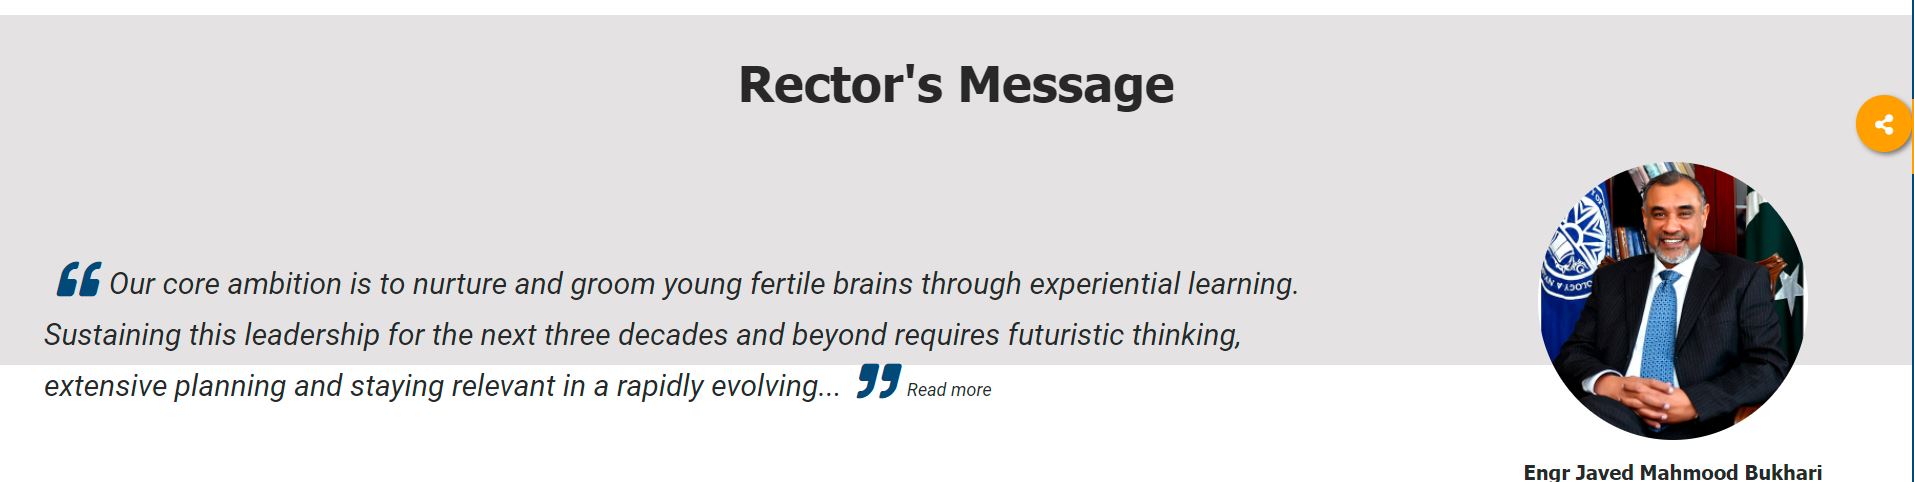 Rector's Message
“ Our core ambition is to nurture and groom young fertile brains through experiential learning.
Sustaining this leadership for the next three decades and beyond requires futuristic thinking,
extensive planning and staying relevant in a rapidly evolving... ” Read more
Engr Javed Mahmood Bukhari